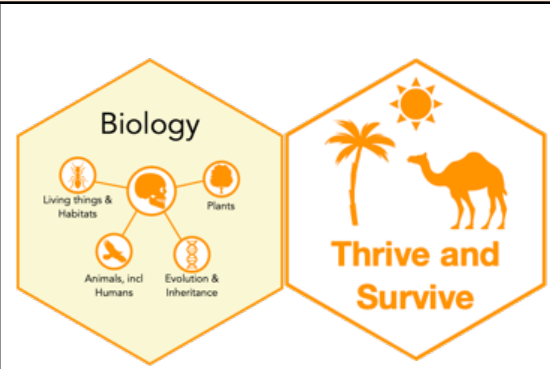 Biology
Living things &
Habitats
Plants
Animals, incl
Humans
Evolution &
Inheritance
Thrive and
Survive